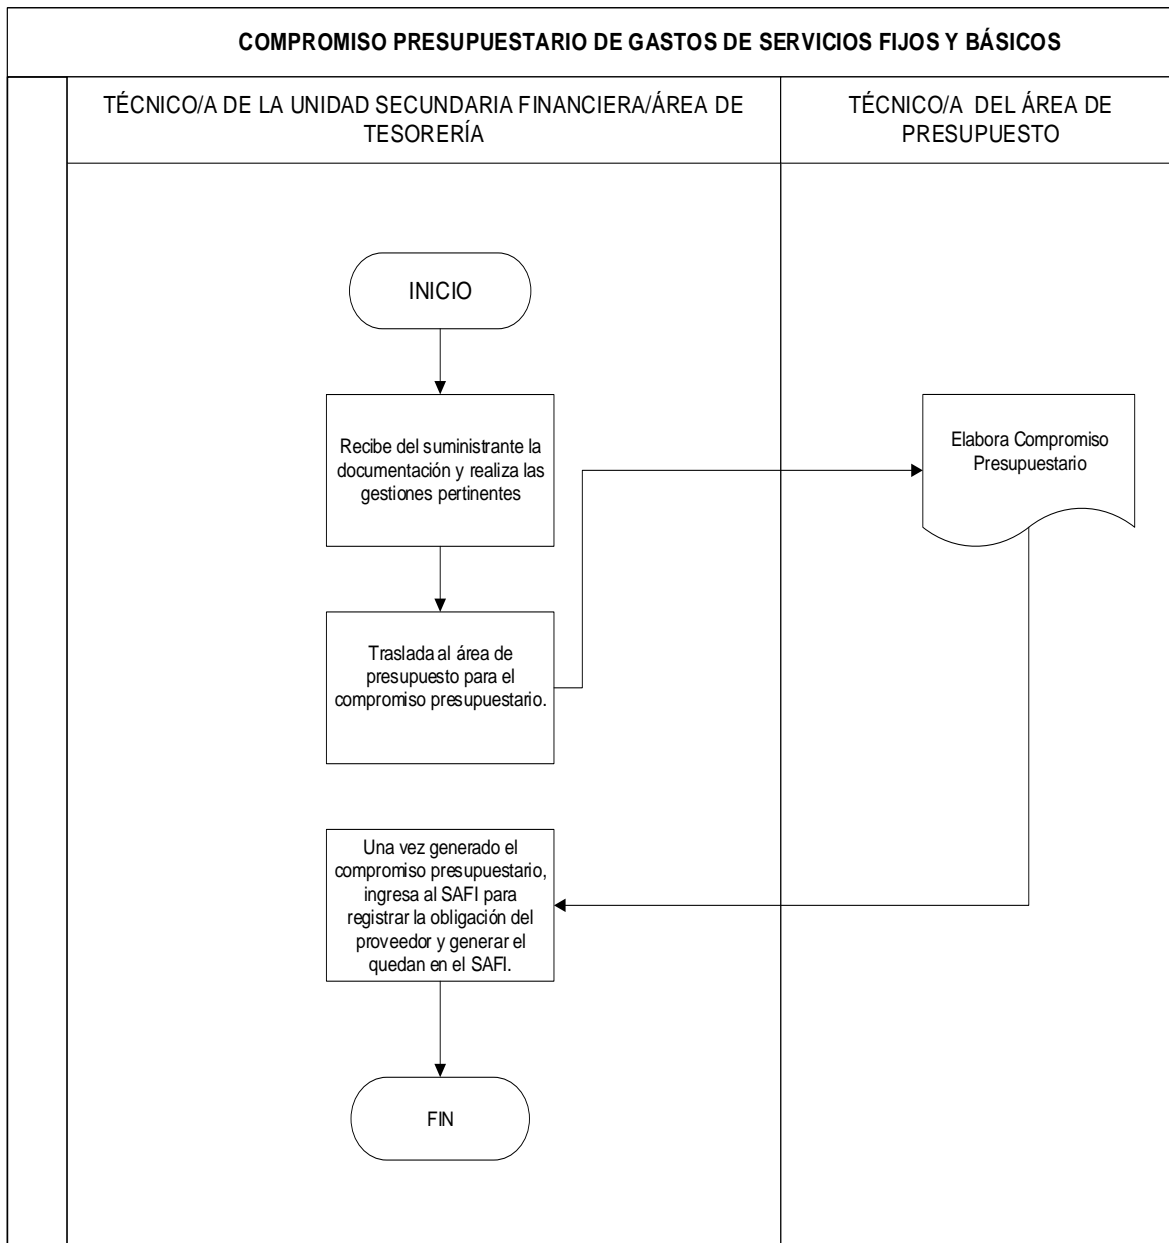 COMPROMISO PRESUPUESTARIO DE GASTOS DE SERVICIOS FIJOS Y BÁSICOS
TÉCNICO/A DE LA UNIDAD SECUNDARIA FINANCIERA/ÁREA DE
TESORERÍA
TÉCNICO/A DEL ÁREA DE
PRESUPUESTO
INICIO
Recibe del suministrante la
documentación y realiza las
gestiones pertinentes
Traslada al área de
presupuesto para el
compromiso presupuestario.
Elabora Compromiso
Presupuestario
Una vez generado el
compromiso presupuestario,
ingresa al SAFI para
registrar la obligación del
proveedor y generar el
quedan en el SAFI.
FIN